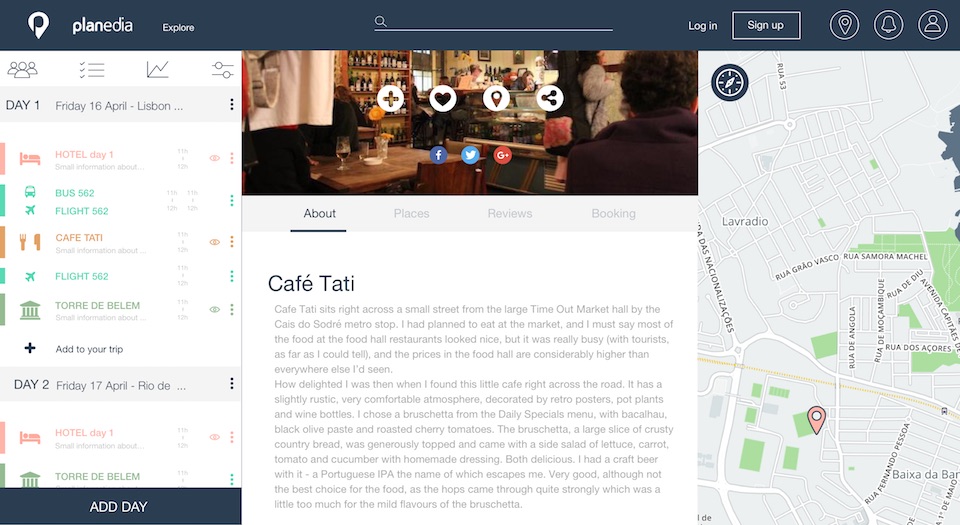 planedia
Explore
Log in
Sign up
DAY 1 Friday 16 April - Lisbon ...
HOTEL day 1
Small information about...
11h
12h
BUS 562
FLIGHT 562
11h 11h
12h 12h
CAFE TATI
Small information about ...
11h
12h
FLIGHT 562
11h
12h
TORRE DE BELEM
Small information about ...
11h
12h
Add to your trip
DAY 2 Friday 17 April - Rio de ...
HOTEL day 1
Small information about ...
11h
12h
TORRE DE BELEM
ADD DAY
About
Places
Reviews
Booking
Café Tati
Cafe Tati sits right across a small street from the large Time Out Market hall by the
Cais do Sodré metro stop. I had planned to eat at the market, and I must say most of
the food at the food hall restaurants looked nice, but it was really busy (with tourists,
as far as I could tell), and the prices in the food hall are considerably higher than
everywhere else I'd seen.
How delighted I was then when I found this little cafe right across the road. It has a
slightly rustic, very comfortable atmosphere, decorated by retro posters, pot plants
and wine bottles. I chose a bruschetta from the Daily Specials menu, with bacalhau,
black olive paste and roasted cherry tomatoes. The bruschetta, a large slice of crusty
country bread, was generously topped and came with a side salad of lettuce, carrot,
tomato and cucumber with homemade dressing. Both delicious. I had a craft beer
with it - a Portuguese IPA the name of which escapes me. Very good, although not
the best choice for the food, as the hops came through quite strongly which was a
little too much for the mild flavours of the bruschetta.
RUA 53
Lavradio
DAS NACIONALIZAÇÕES
RUA GRÃO VASCO
RUA SAMORA MACHEL
RUA DE DIU
AVENIDA CAPITÃES DE
RUA DE ANGOLA
RUA DE MOÇAMBIQUE
RUA DOS AÇORES
RUA FERNANDO PESSOA
Baixa da Ban
al de